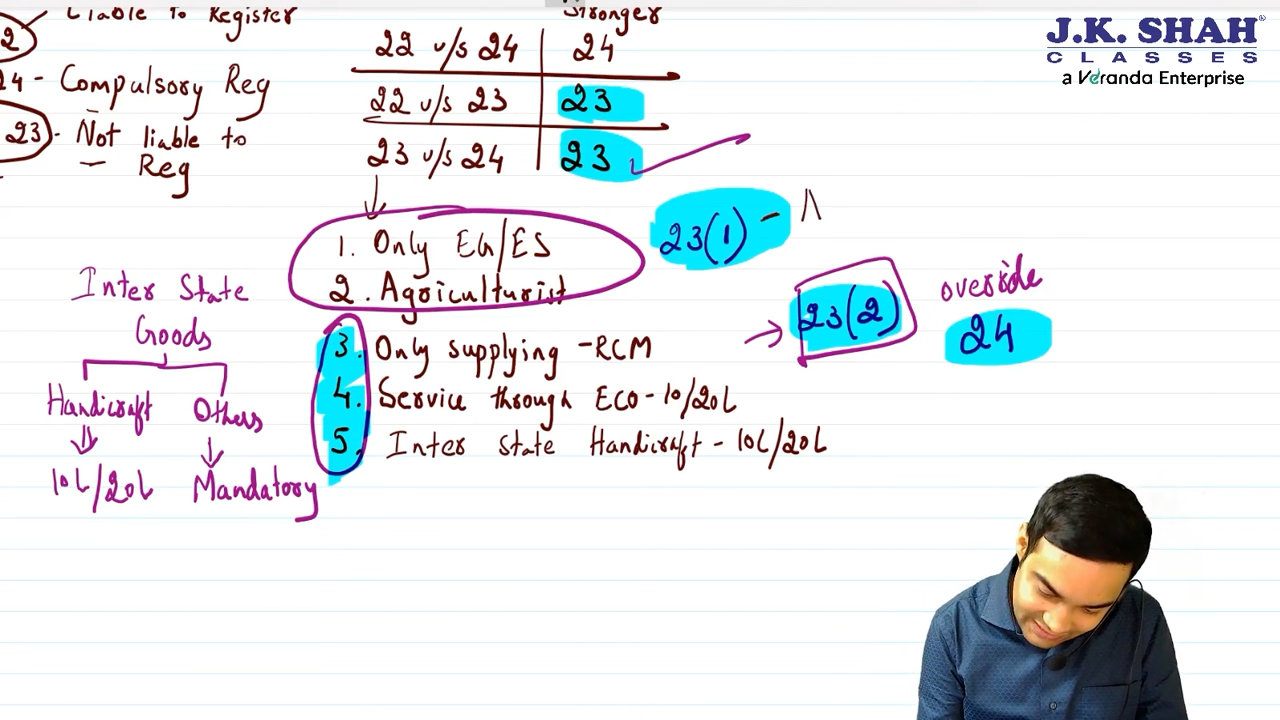 Liable to Register
2
24 - Compulsory Reg
23 - Not liable to
Reg
Stronger
22 v/s 24 24
22 v/s 23 23
23 v/s 24 23
1. Only EG/ES
2. Agriculturist
3. Only supplying - RCM
4. Service through ECO - 10/20L
5. Inter state Handicraft - 10L/20L
23(1) -
23(2) override
24
Inter State
Goods
Handicraft Others
10L/20L Mandatory
J.K. SHAH®
CLASSES
a Veranda Enterprise